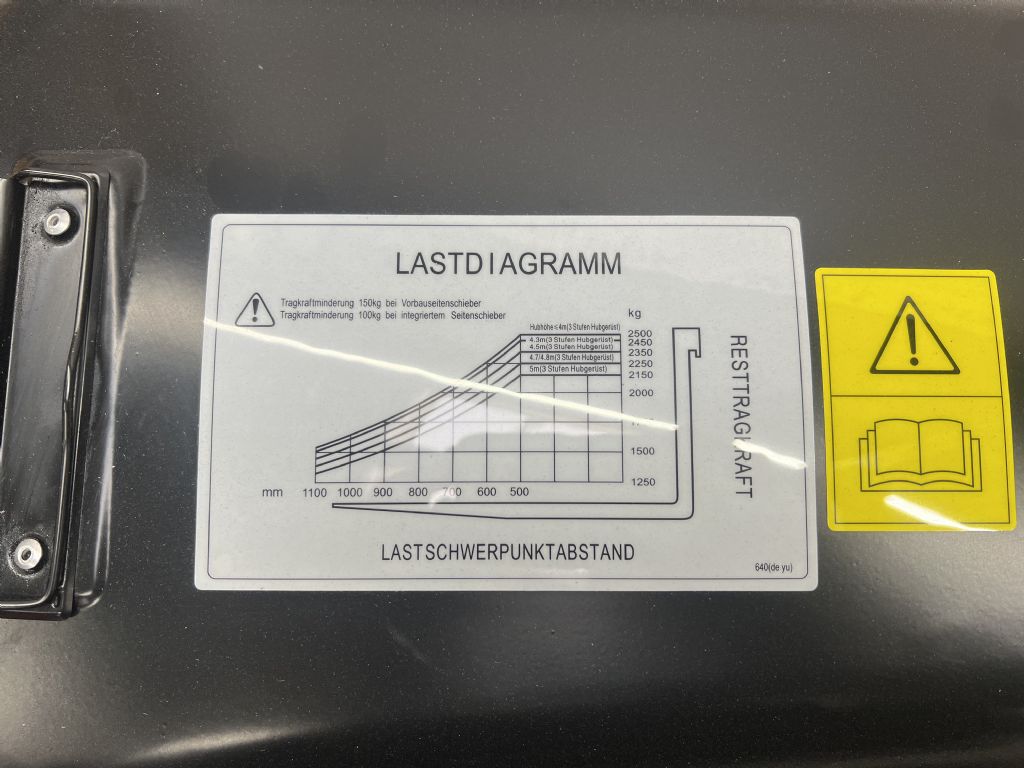 LASTDIAGRAMM
Tragkraftminderung 150kg bei Vorbauseitenschieber
Tragkraftminderung 100kg bei integriertem Seitenschieber
kg
Hubhöhe≤4m(3 Stufen Hubgerüst)
4.3m(3 Stufen Hubgerüst)
4.5m(3 Stufen Hubgerüst)
4.7/4.8m(3 Stufen Hubgerüst)
5m(3 Stufen Hubgerüst)
2500
2450
2350
2250
2150
2000
1500
1250
RESTTRAGKRAFT
mm 1100 1000 900 800 700 600 500
LASTSCHWERPUNKTABSTAND
640(de yu)